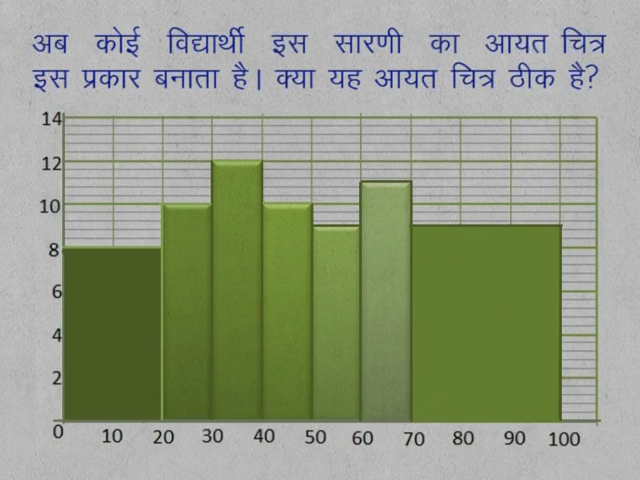 अब कोई विद्यार्थी इस सारणी का आयत चित्र
इस प्रकार बनाता है। क्या यह आयत चित्र ठीक है?
14
12
10
8
6
4
2
0 10 20 30 40 50 60 70 80 90 100